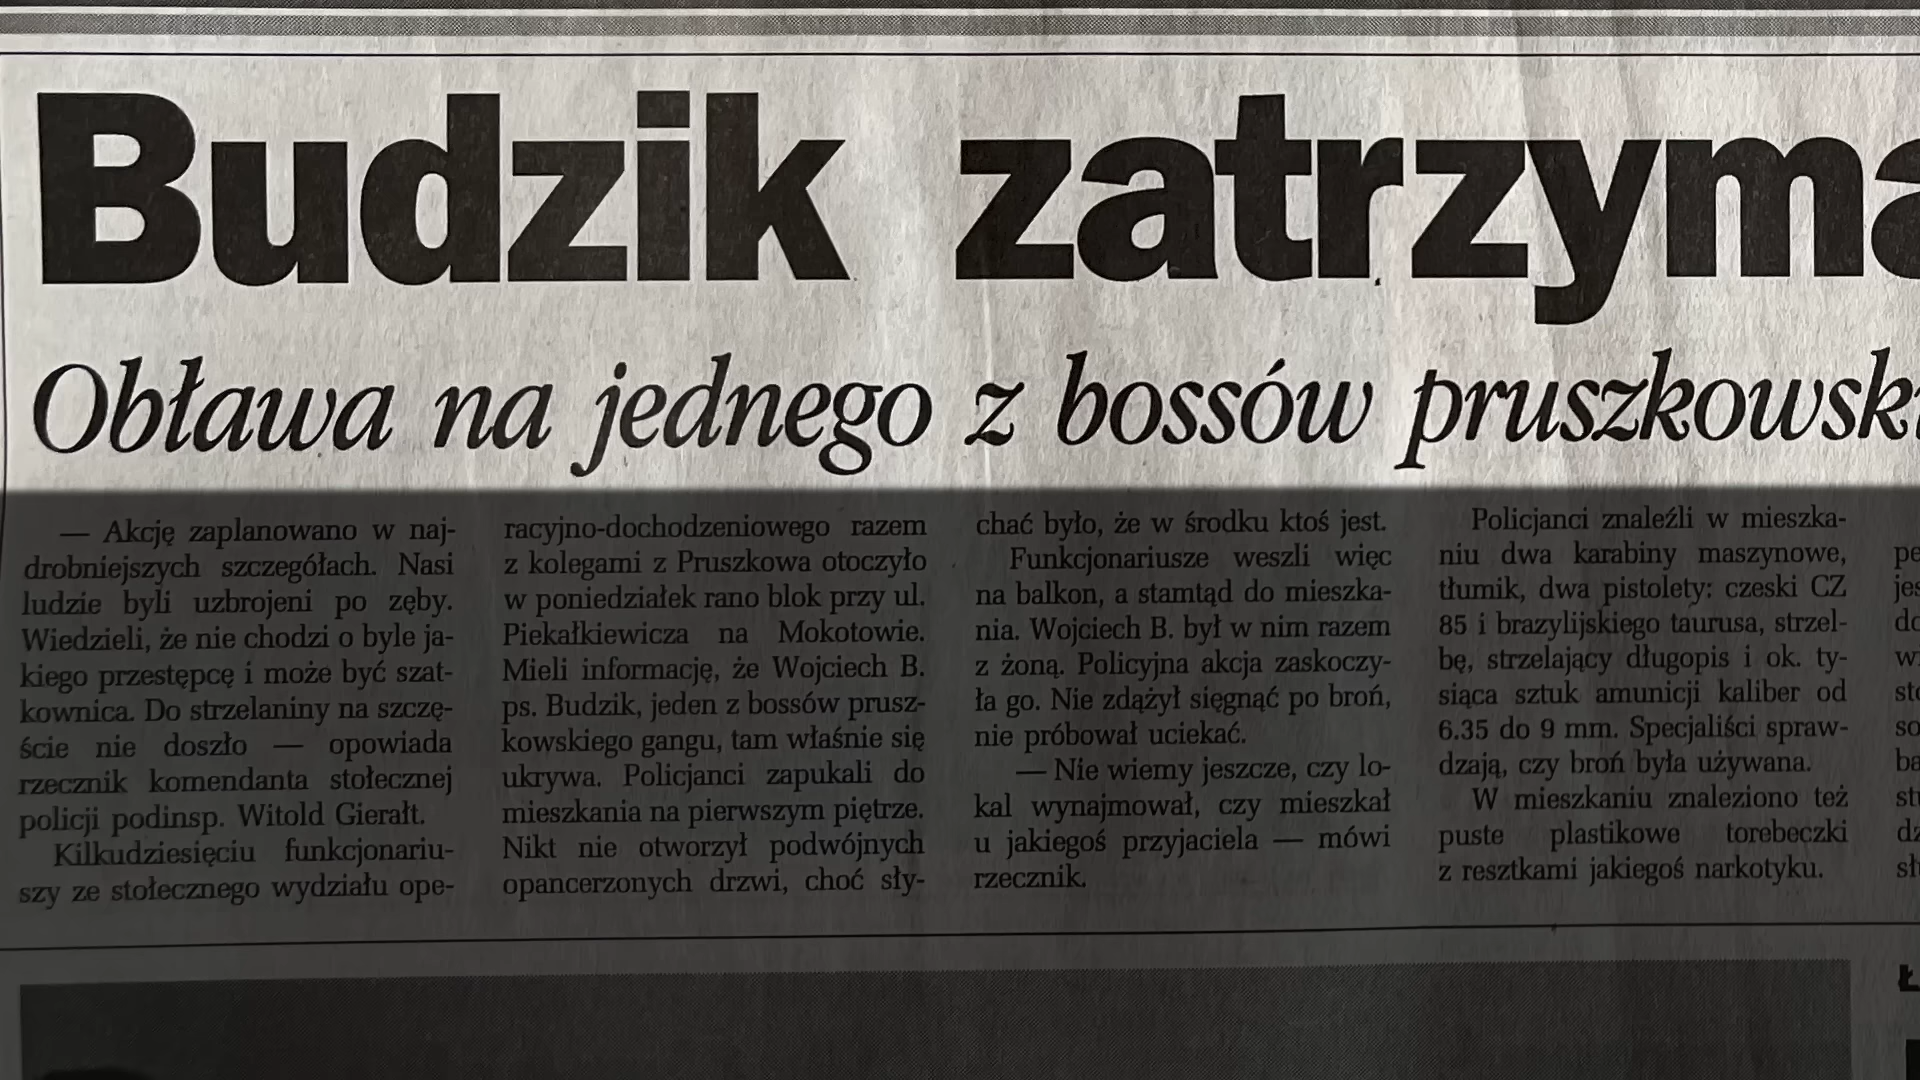 Budzik zatrzyma
Obława na jednego z bossów pruszkowsk
— Akcję zaplanowano w naj-
drobniejszych szczegółach. Nasi
ludzie byli uzbrojeni po zęby.
Wiedzieli, że nie chodzi o byle ja-
kiego przestępcę i może być szat-
kownica. Do strzelaniny na szczę-
ście nie doszło — opowiada
rzecznik komendanta stołecznej
policji podinsp. Witold Gierałt.
Kilkudziesięciu funkcjonariu-
szy ze stołecznego wydziału ope-
racyjno-dochodzeniowego razem
z kolegami z Pruszkowa otoczyło
w poniedziałek rano blok przy ul.
Piekałkiewicza na Mokotowie.
Mieli informację, że Wojciech B.
ps. Budzik, jeden z bossów prusz-
kowskiego gangu, tam właśnie się
ukrywa. Policjanci zapukali do
mieszkania na pierwszym piętrze.
Nikt nie otworzył podwójnych
opancerzonych drzwi, choć sły-
chać było, że w środku ktoś jest.
Funkcjonariusze weszli więc
na balkon, a stamtąd do mieszka-
nia. Wojciech B. był w nim razem
z żoną. Policyjna akcja zaskoczy-
ła go. Nie zdążył sięgnąć po broń,
nie próbował uciekać.
— Nie wiemy jeszcze, czy lo-
kal wynajmował, czy mieszkał
u jakiegoś przyjaciela — mówi
rzecznik.
Policjanci znaleźli w mieszka-
niu dwa karabiny maszynowe,
tłumik, dwa pistolety: czeski CZ
85 i brazylijskiego taurusa, strzel-
bę, strzelający długopis i ok. ty-
siąca sztuk amunicji kaliber od
6.35 do 9 mm. Specjaliści spraw-
dzają, czy broń była używana.
W mieszkaniu znaleziono też
puste plastikowe torebeczki
z resztkami jakiegoś narkotyku.